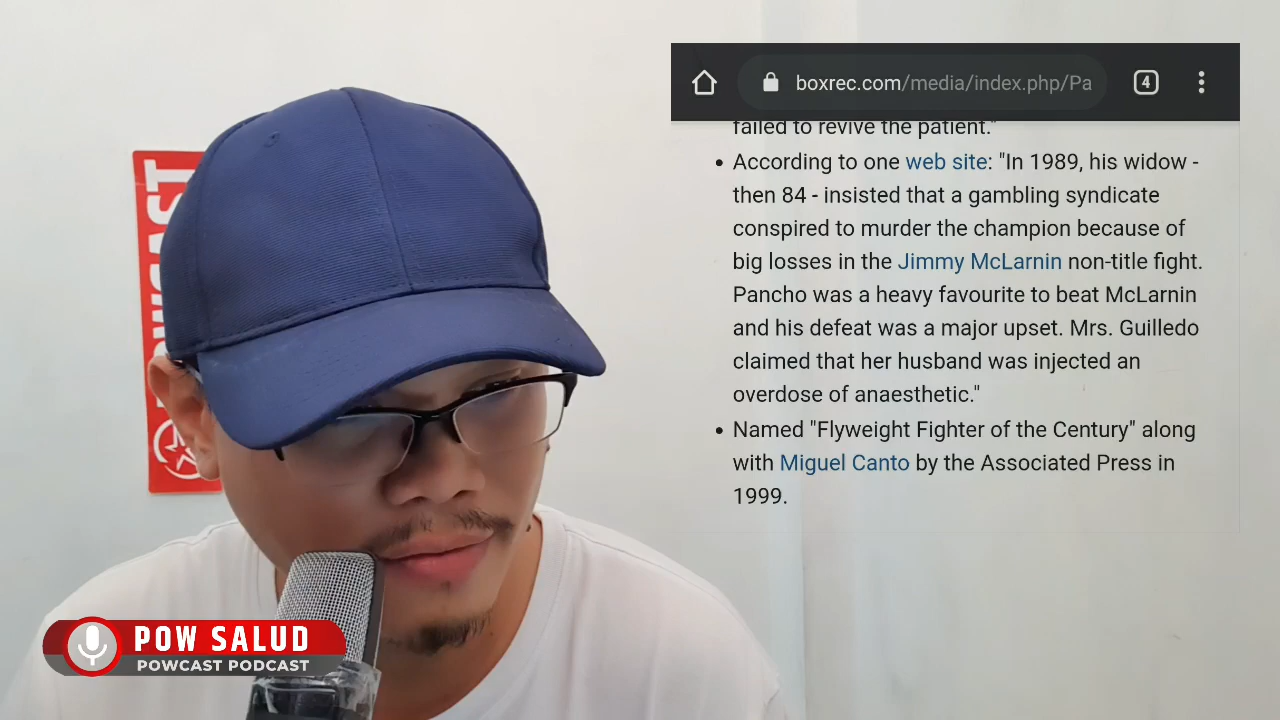 boxrec.com/media/index.php/Pa
4
failed to revive the patient."
• According to one web site: "In 1989, his widow -
then 84 - insisted that a gambling syndicate
conspired to murder the champion because of
big losses in the Jimmy McLarnin non-title fight.
Pancho was a heavy favourite to beat McLarnin
and his defeat was a major upset. Mrs. Guilledo
claimed that her husband was injected an
overdose of anaesthetic."
• Named "Flyweight Fighter of the Century" along
with Miguel Canto by the Associated Press in
1999.
POW SALUD
POWCAST PODCAST